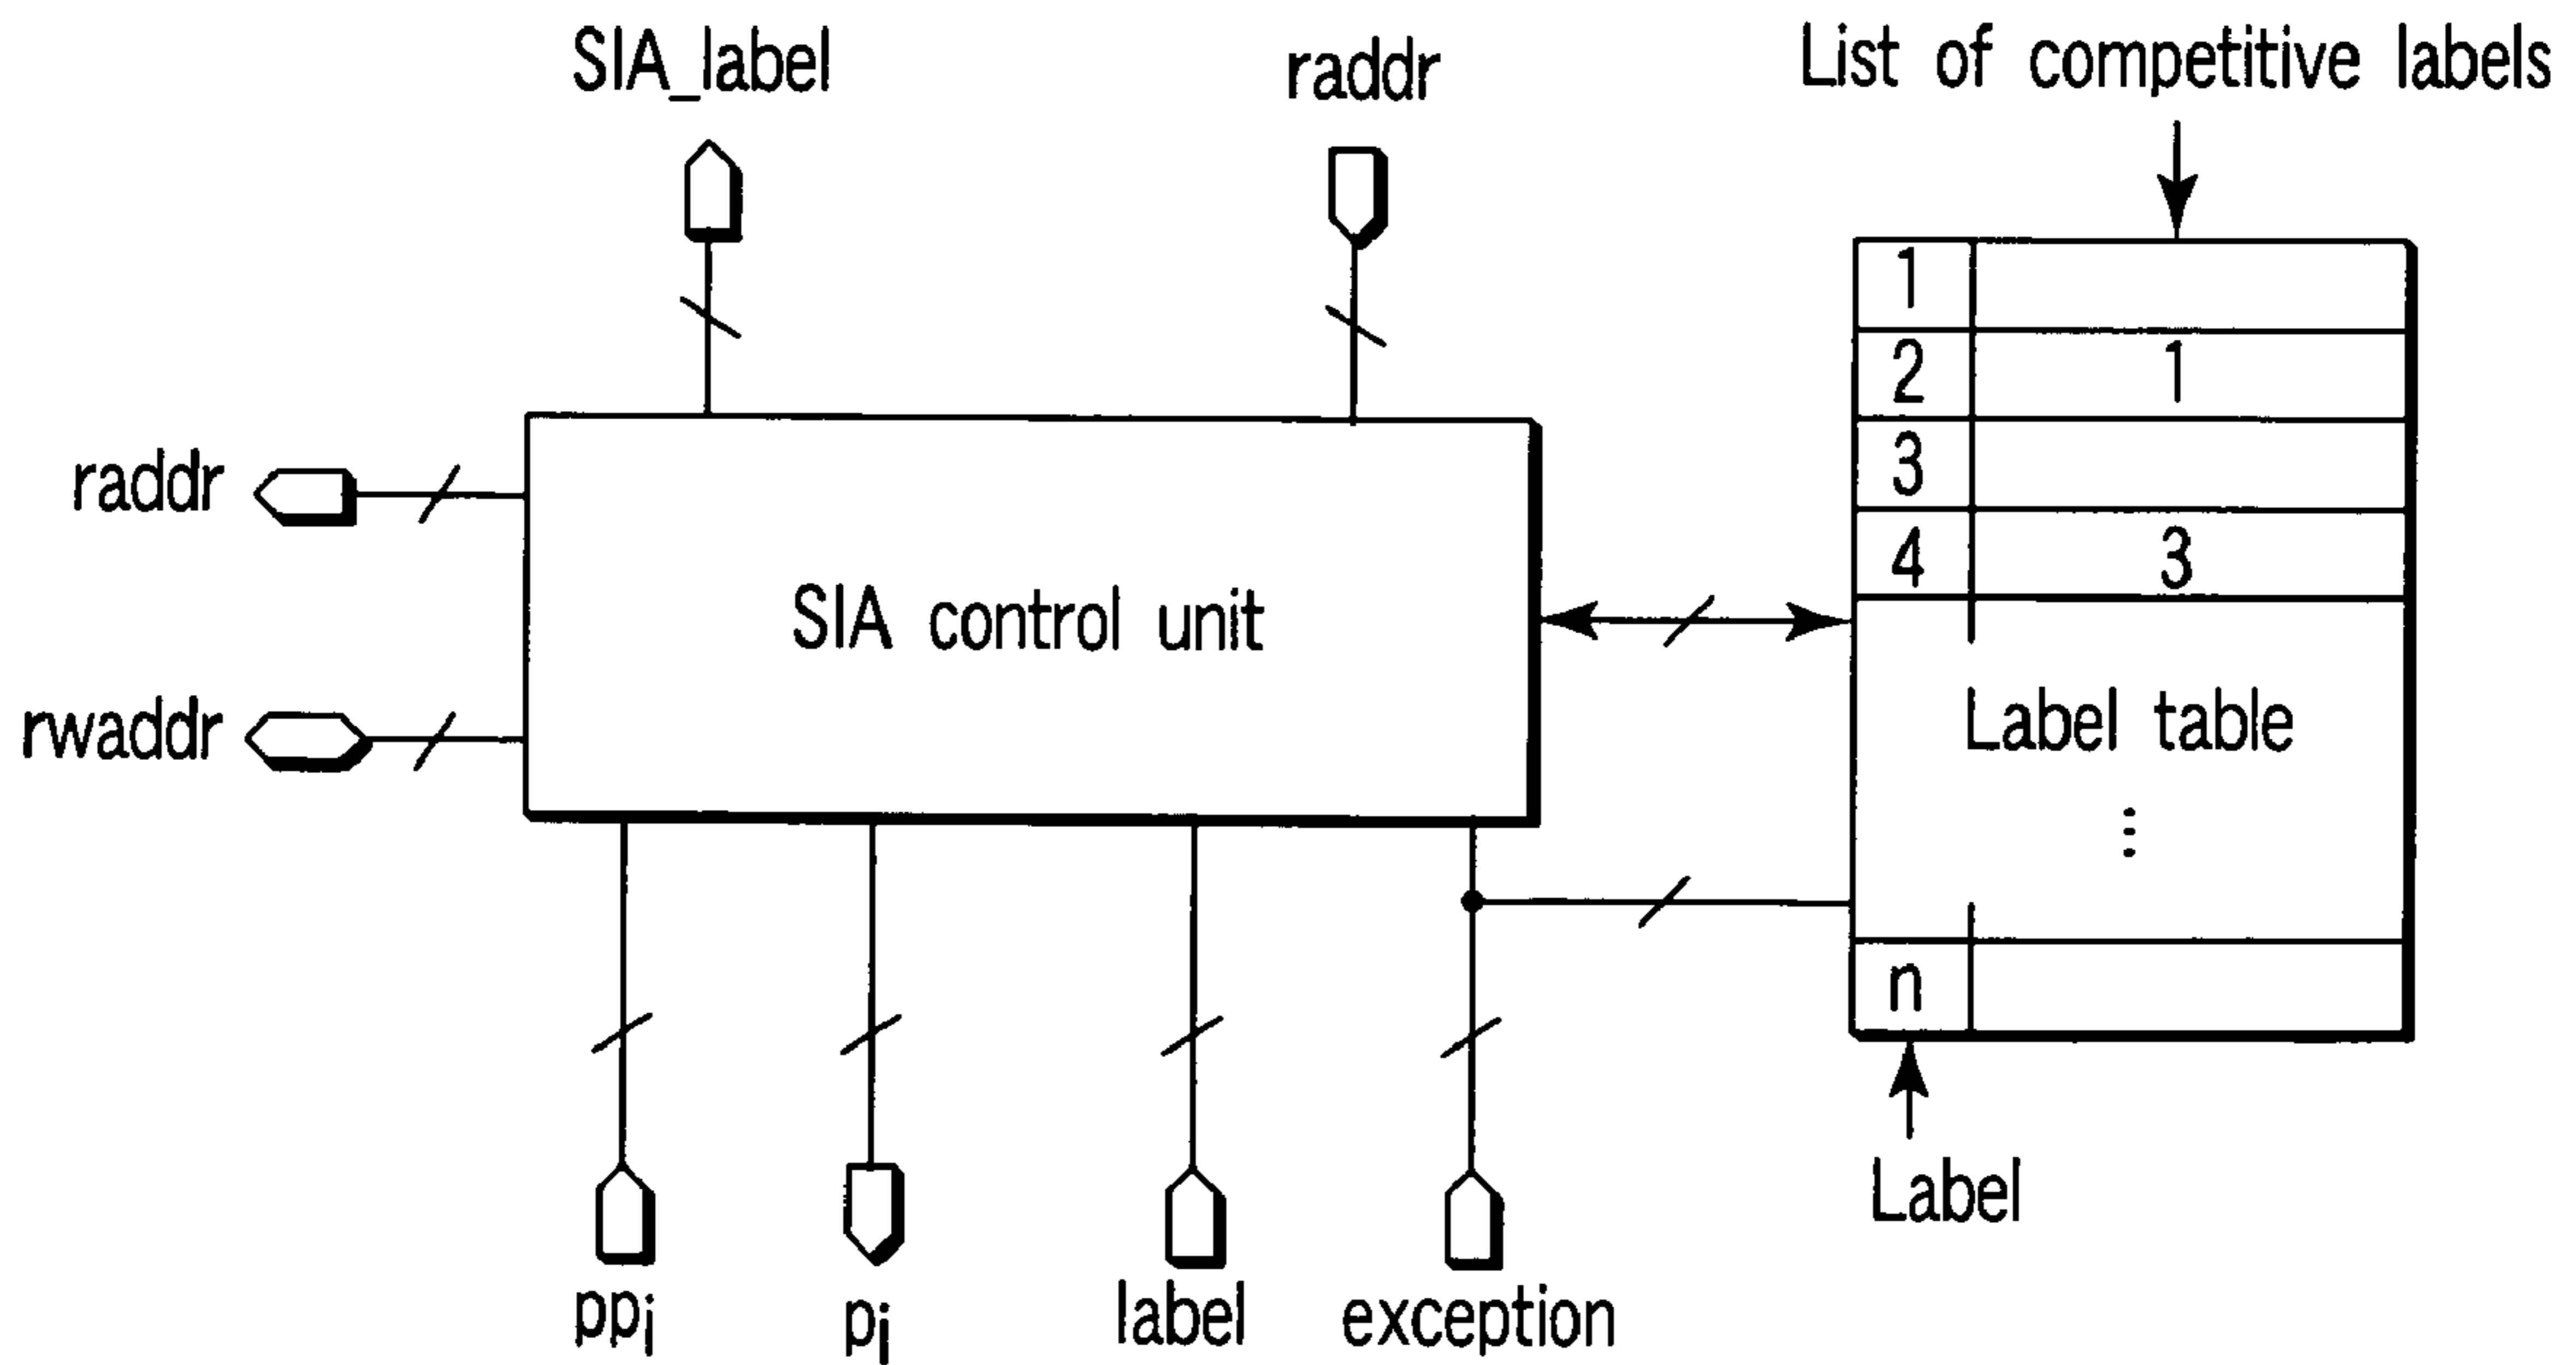 SIA_label
raddr
List of competitive labels
1
2 1
3
4 3
raddr
SIA control unit
rwaddr
Label table
⋮
n
Label
ppi
pi
label
exception